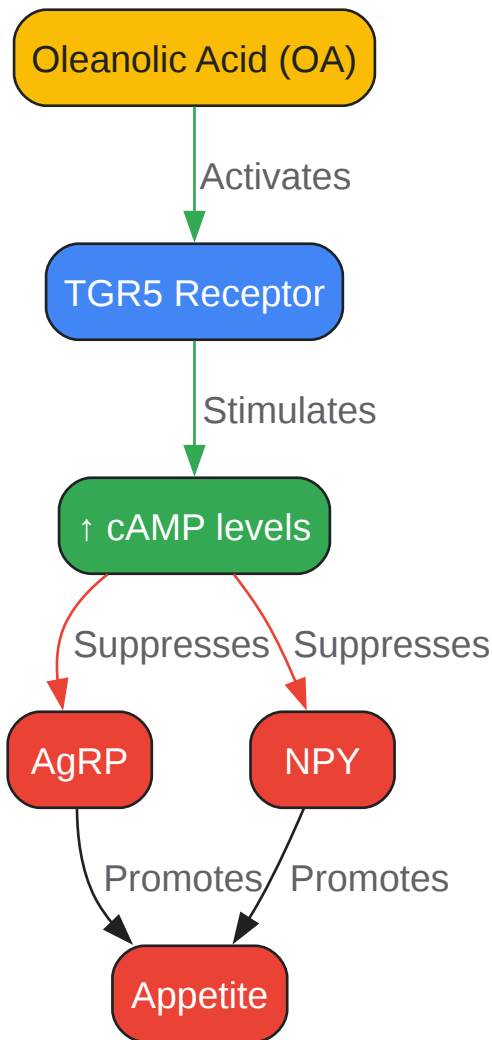 Oleanolic Acid (OA)
Activates
TGR5 Receptor
Stimulates
↑ cAMP levels
Suppresses
Suppresses
AgRP
NPY
Promotes
Promotes
Appetite